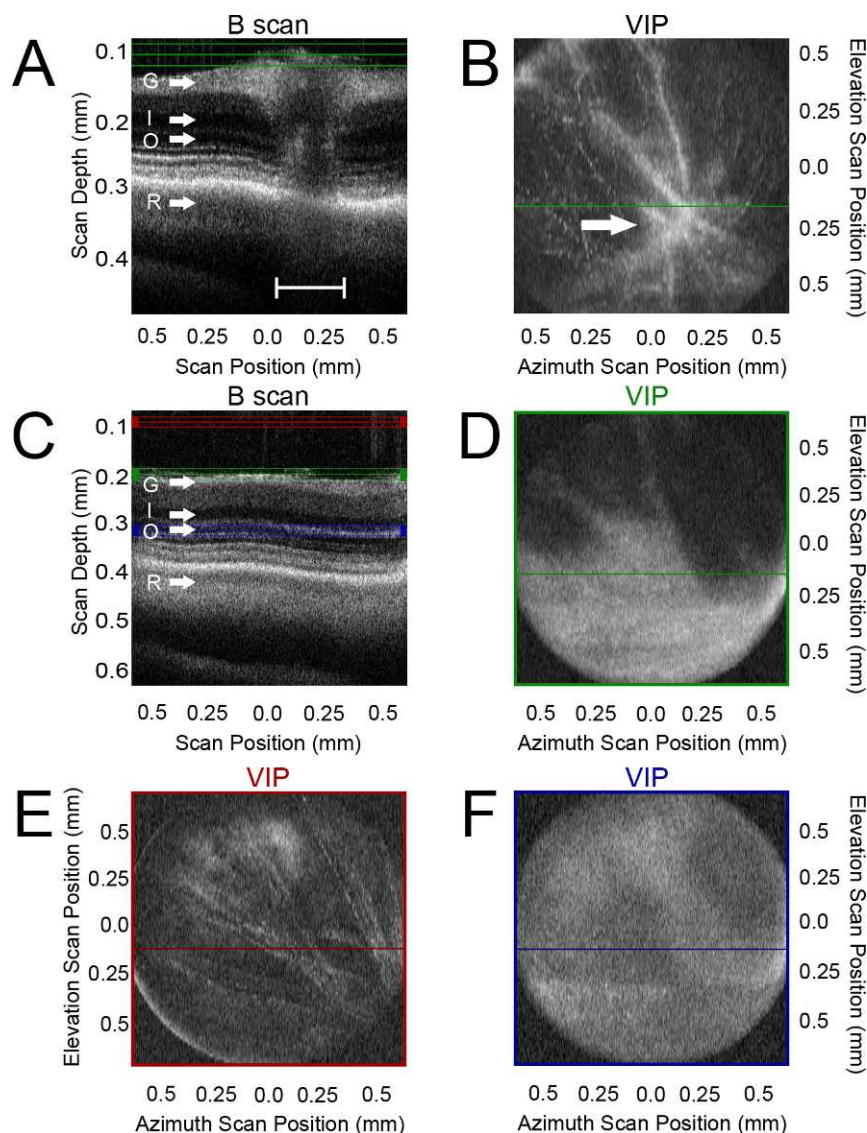 B scan
VIP
A
B
0.1
G
I
0.2
O
0.3
R
0.4
Scan Depth (mm)
0.5 0.25 0.0 0.25 0.5
Scan Position (mm)
0.5
0.25
0.0
0.25
0.5
Elevation Scan Position (mm)
0.5 0.25 0.0 0.25 0.5
Azimuth Scan Position (mm)
B scan
VIP
C
D
0.1
0.2
G
I
0.3
O
0.4
R
0.5
0.6
Scan Depth (mm)
0.5 0.25 0.0 0.25 0.5
Scan Position (mm)
0.5
0.25
0.0
0.25
0.5
Elevation Scan Position (mm)
0.5 0.25 0.0 0.25 0.5
Azimuth Scan Position (mm)
VIP
VIP
E
F
Elevation Scan Position (mm)
0.5
0.25
0.0
0.25
0.5
0.5 0.25 0.0 0.25 0.5
Azimuth Scan Position (mm)
0.5
0.25
0.0
0.25
0.5
Elevation Scan Position (mm)
0.5 0.25 0.0 0.25 0.5
Azimuth Scan Position (mm)